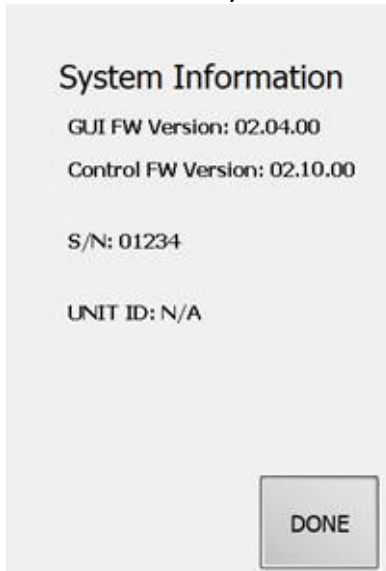 System Information
GUI FW Version: 02.04.00
Control FW Version: 02.10.00
S/N: 01234
UNIT ID: N/A
DONE